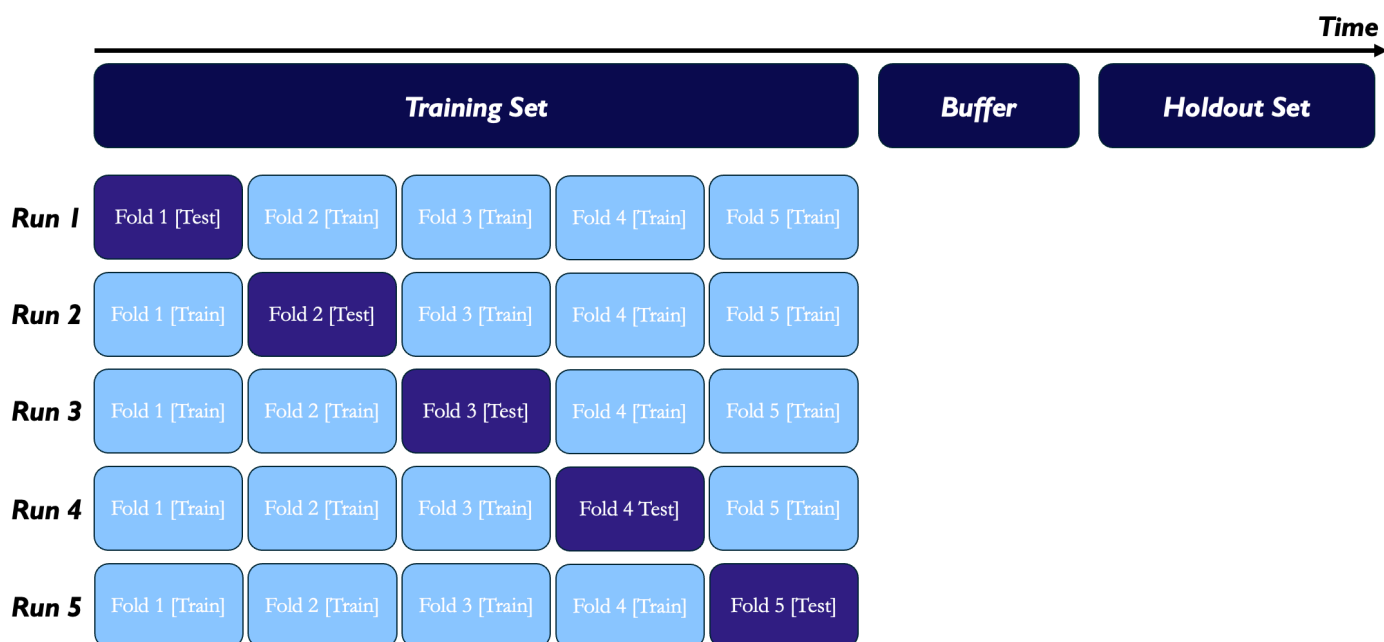 Time
Training Set
Buffer
Holdout Set
Run 1
Fold 1 [Test]
Fold 2 [Train]
Fold 3 [Train]
Fold 4 [Train]
Fold 5 [Train]
Run 2
Fold 1 [Train]
Fold 2 [Test]
Fold 3 [Train]
Fold 4 [Train]
Fold 5 [Train]
Run 3
Fold 1 [Train]
Fold 2 [Train]
Fold 3 [Test]
Fold 4 [Train]
Fold 5 [Train]
Run 4
Fold 1 [Train]
Fold 2 [Train]
Fold 3 [Train]
Fold 4 Test]
Fold 5 [Train]
Run 5
Fold 1 [Train]
Fold 2 [Train]
Fold 3 [Train]
Fold 4 [Train]
Fold 5 [Test]